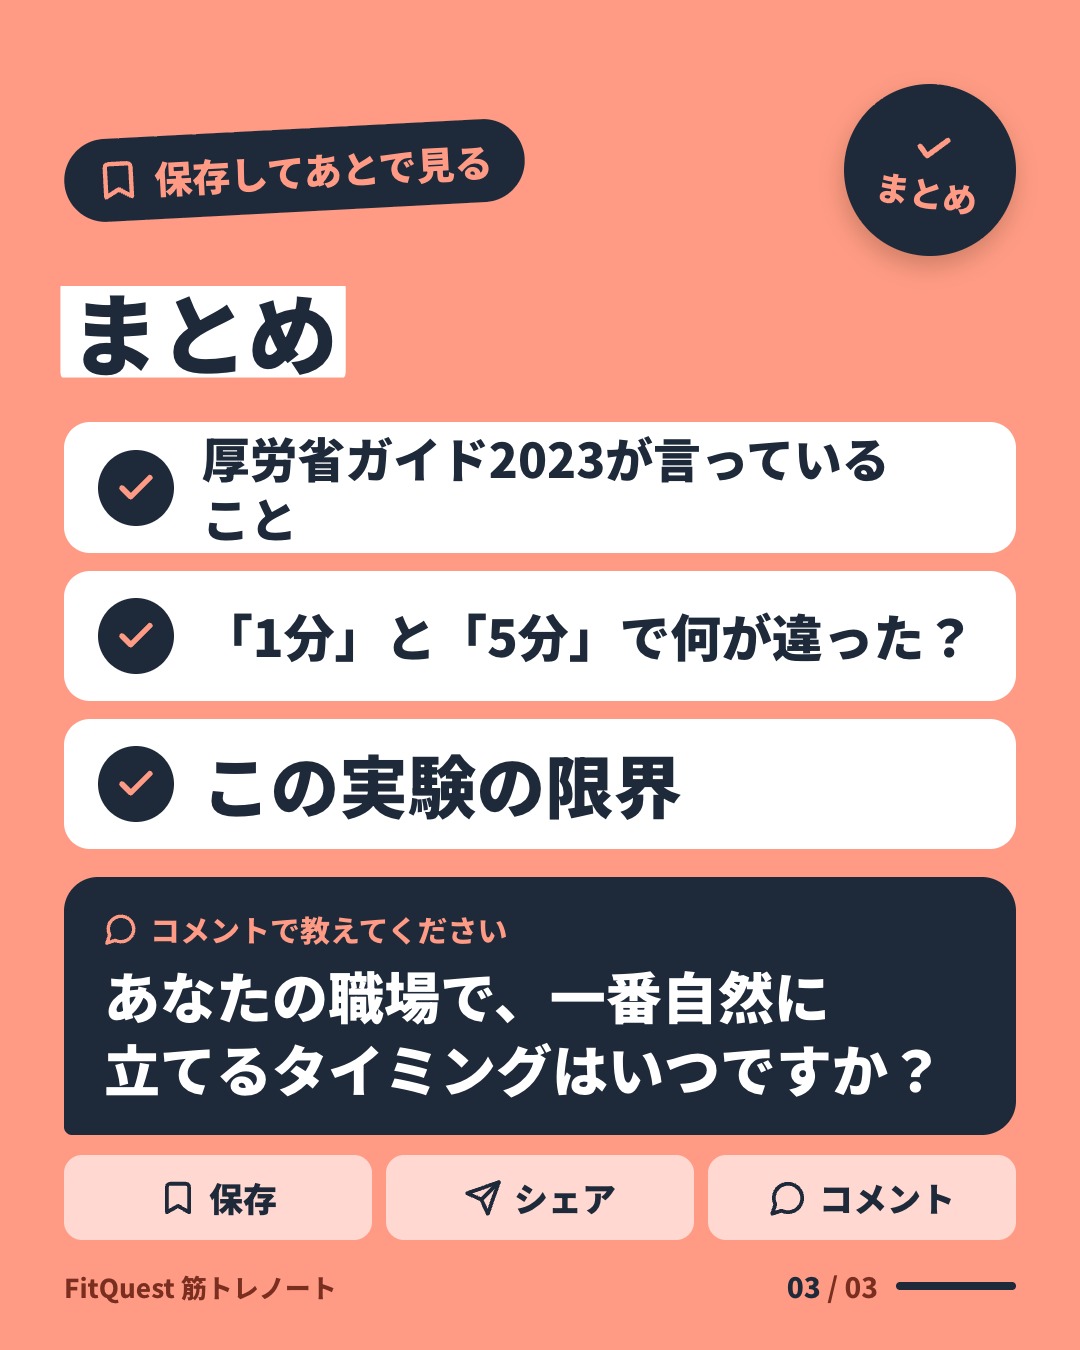 保存してあとで見る
まとめ
まとめ
厚労省ガイド2023が言っている
こと
「1分」と「5分」で何が違った？
この実験の限界
コメントで教えてください
あなたの職場で、一番自然に
立てるタイミングはいつですか？
保存
シェア
コメント
FitQuest 筋トレノート
03 / 03